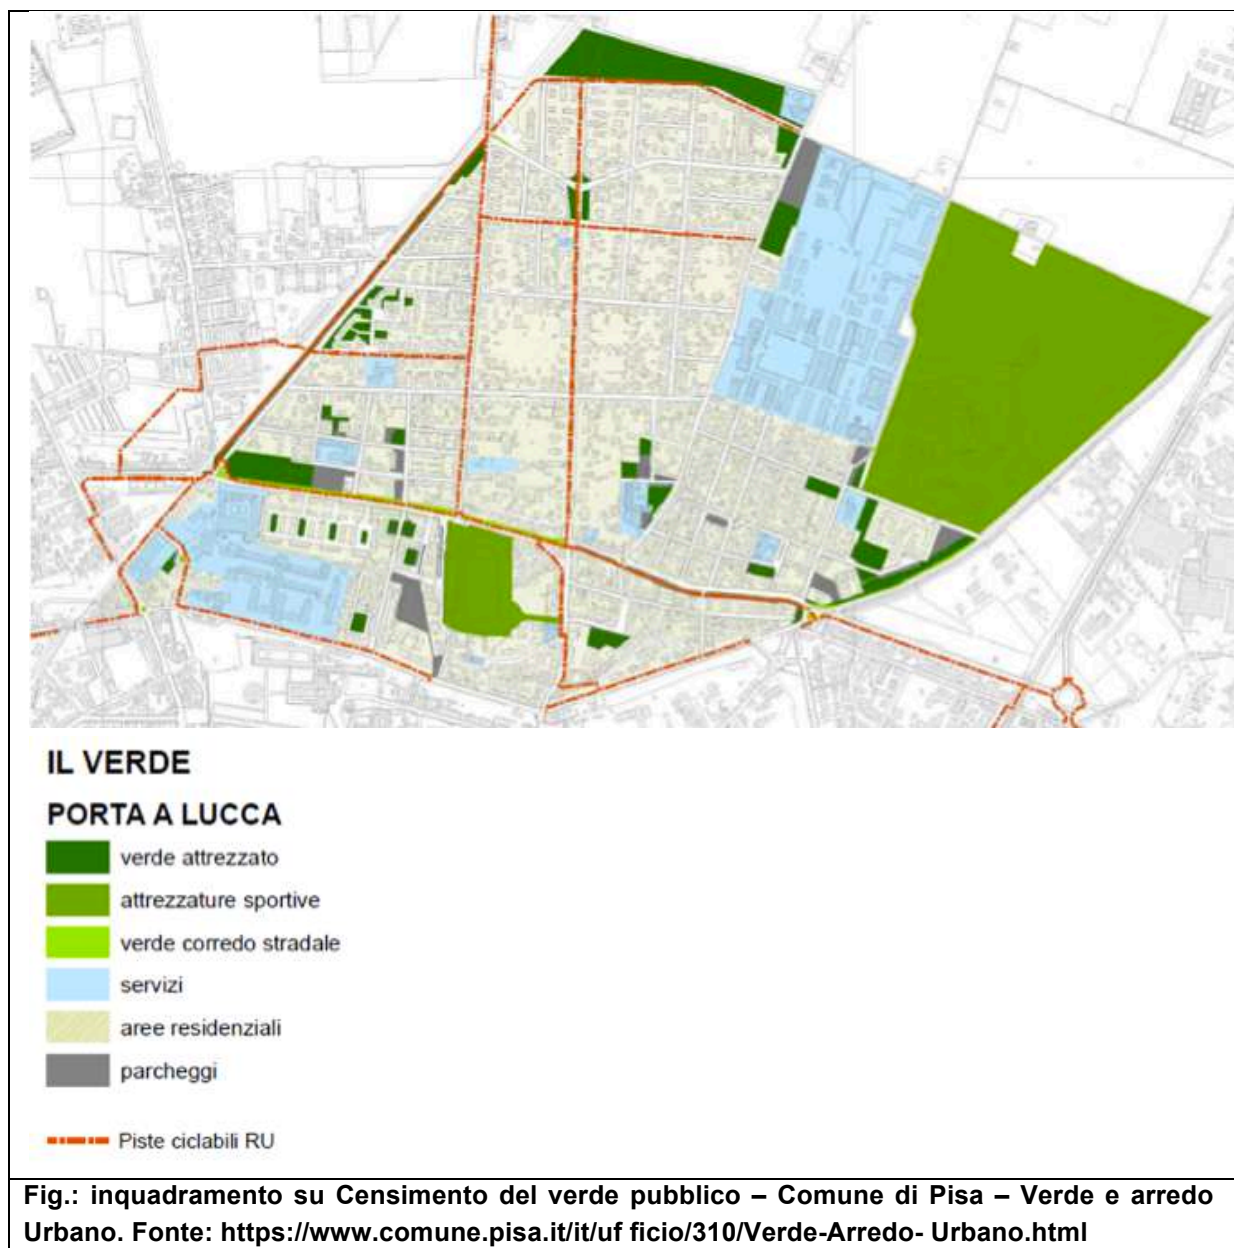 IL VERDE
PORTA A LUCCA
verde attrezzato
attrezzature sportive
verde corredo stradale
servizi
aree residenziali
parcheggi
Piste ciclabili RU
Fig.: inquadramento su Censimento del verde pubblico – Comune di Pisa – Verde e arredo
Urbano. Fonte: https://www.comune.pisa.it/it/uf ficio/310/Verde-Arredo- Urbano.html